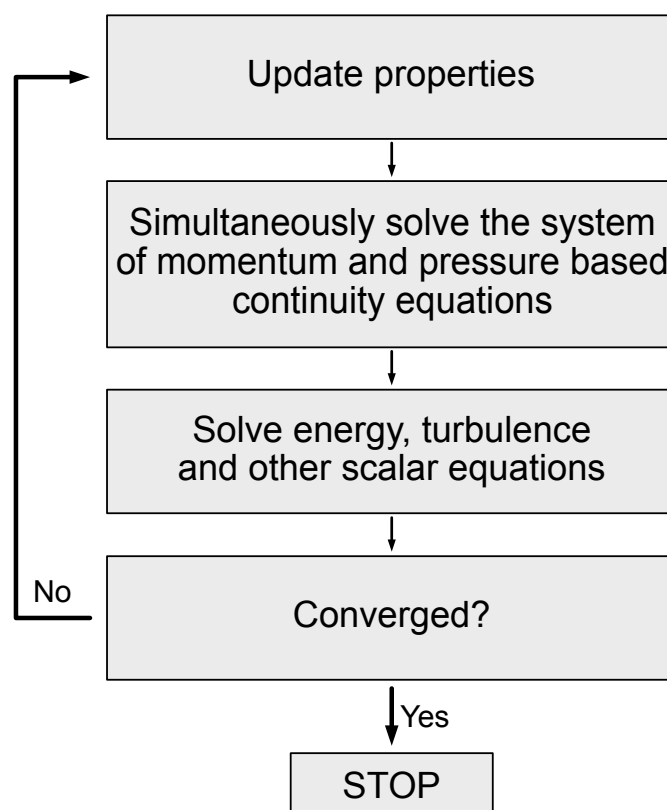 Update properties
Simultaneously solve the system
of momentum and pressure based
continuity equations
Solve energy, turbulence
and other scalar equations
No
Converged?
Yes
STOP